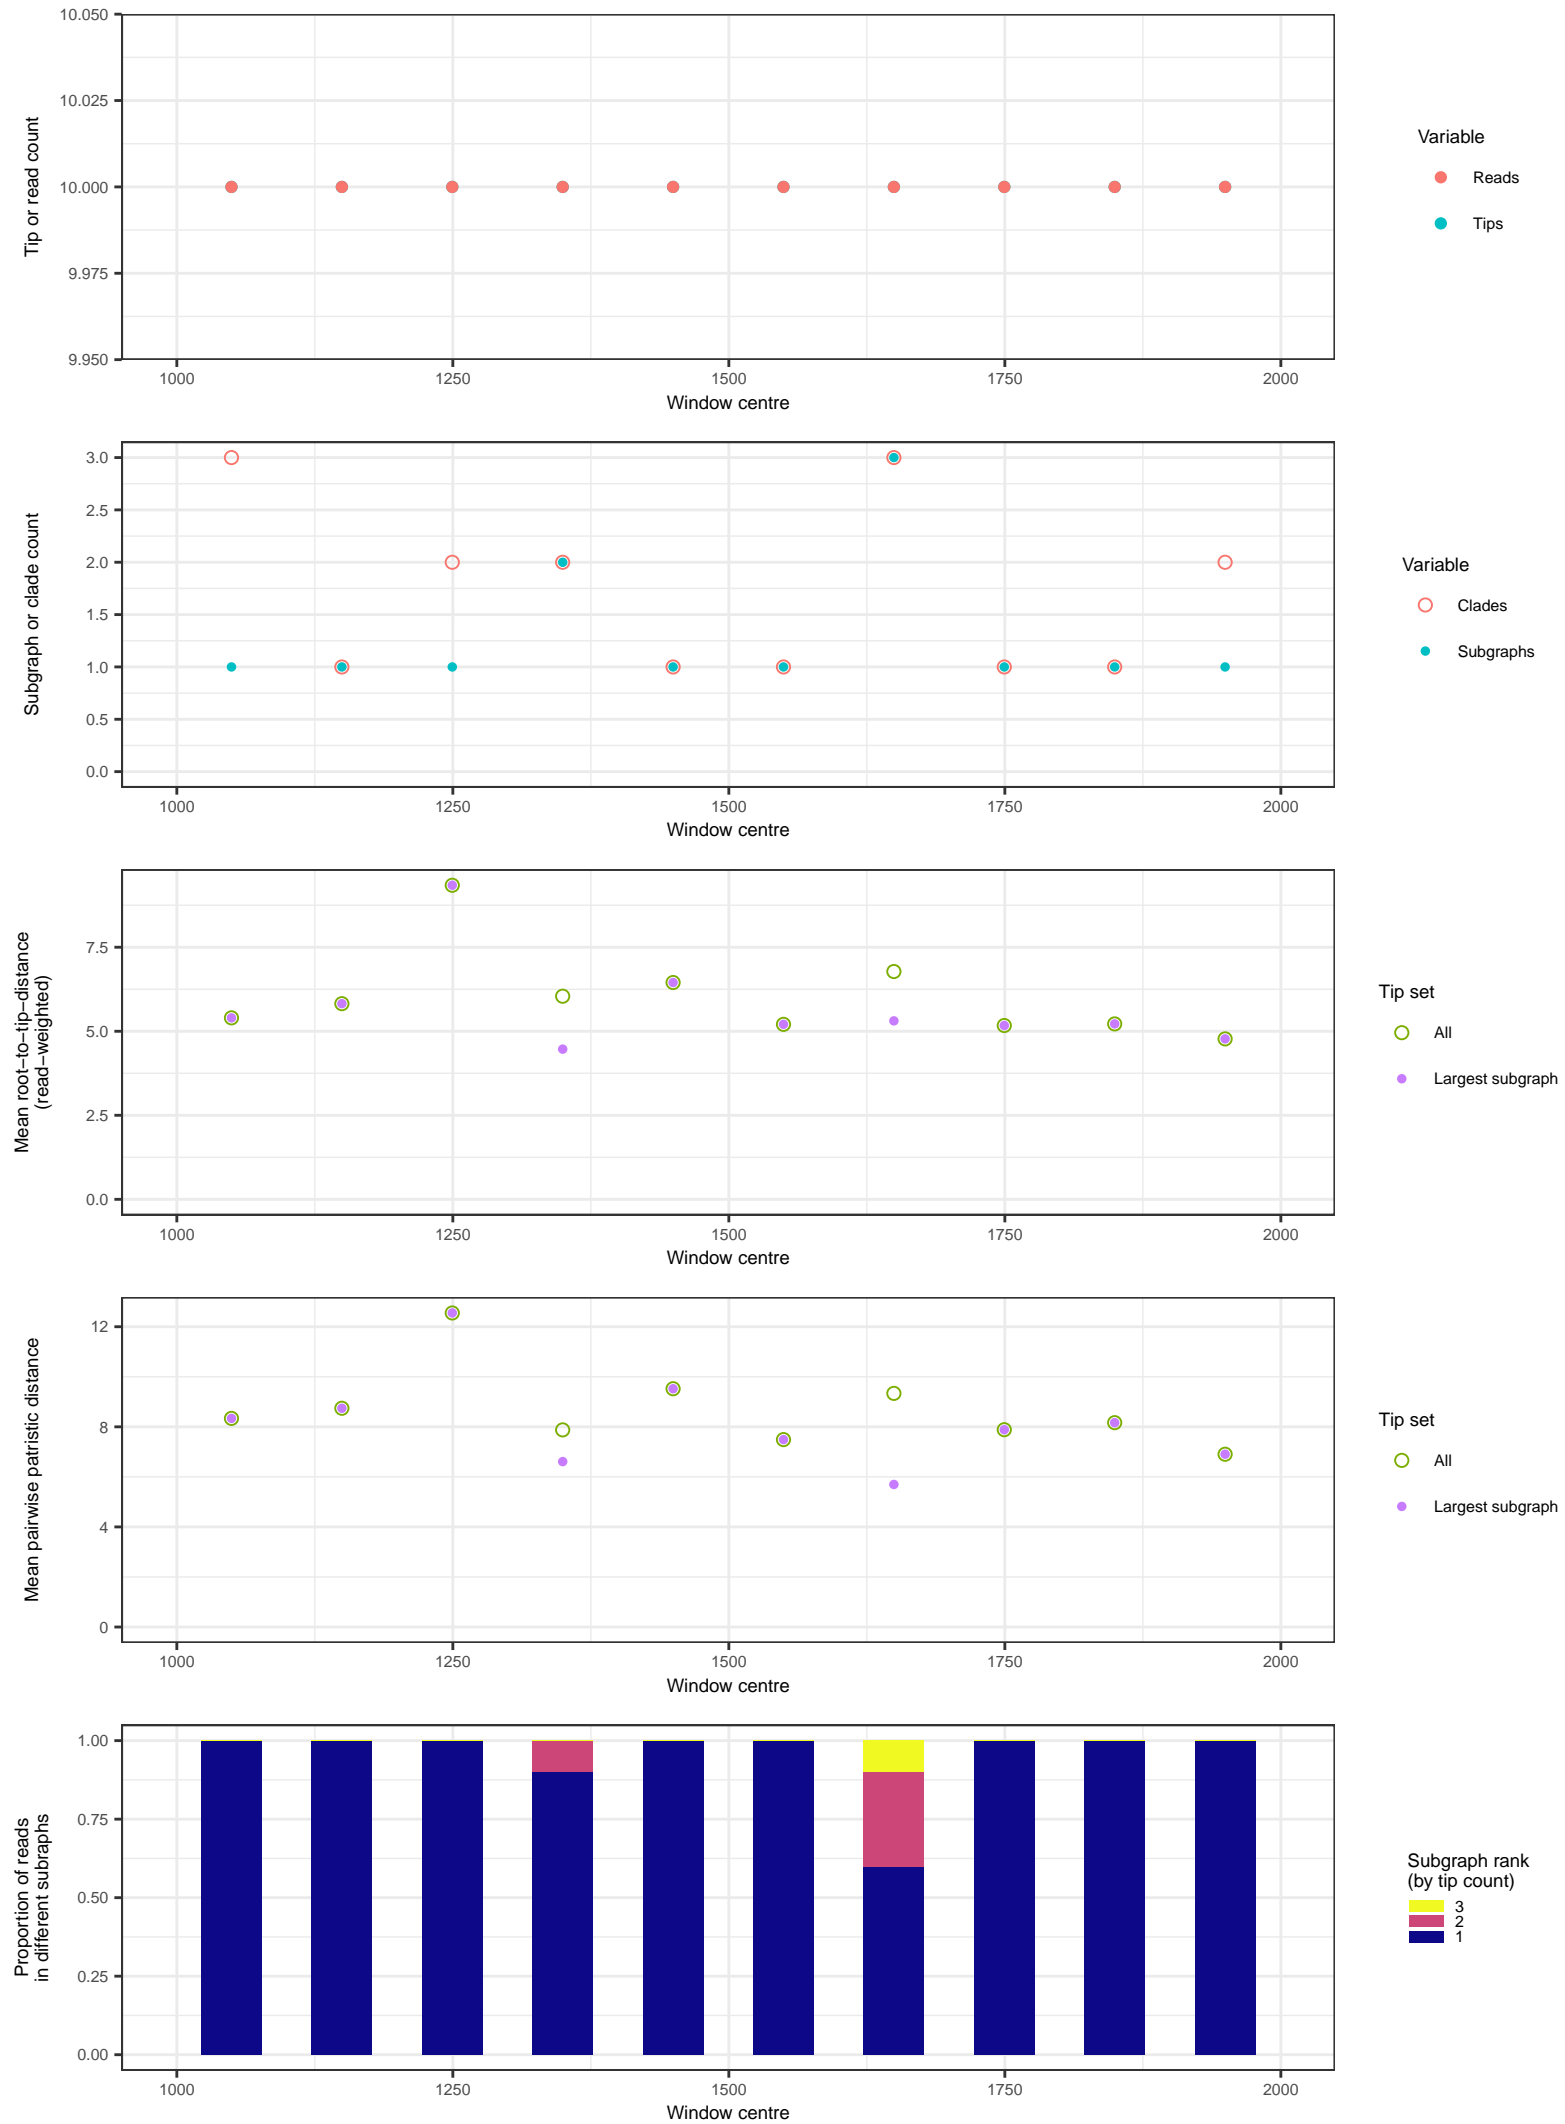 10.050
10.025
10.000
9.975
9.950
Tip or read count
1000 1250 1500 1750 2000
Window centre
Variable
Reads
Tips
3.0
2.5
2.0
1.5
1.0
0.5
0.0
Subgraph or clade count
1000 1250 1500 1750 2000
Window centre
Variable
Clades
Subgraphs
7.5
5.0
2.5
0.0
Mean root−to−tip−distance
(read−weighted)
1000 1250 1500 1750 2000
Window centre
Tip set
All
Largest subgraph
12
8
4
0
Mean pairwise patristic distance
1000 1250 1500 1750 2000
Window centre
Tip set
All
Largest subgraph
1.00
0.75
0.50
0.25
0.00
Proportion of reads
in different subraphs
1000 1250 1500 1750 2000
Window centre
Subgraph rank
(by tip count)
3
2
1